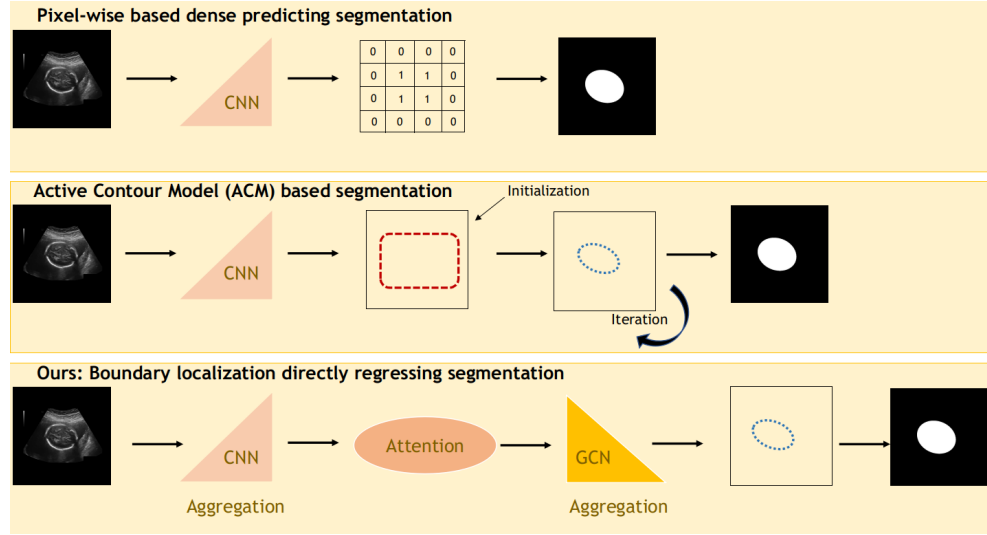 Pixel-wise based dense predicting segmentation
CNN
0 0 0 0
0 1 1 0
0 1 1 0
0 0 0 0
Active Contour Model (ACM) based segmentation
Initialization
CNN
Iteration
Ours: Boundary localization directly regressing segmentation
CNN
Attention
GCN
Aggregation
Aggregation